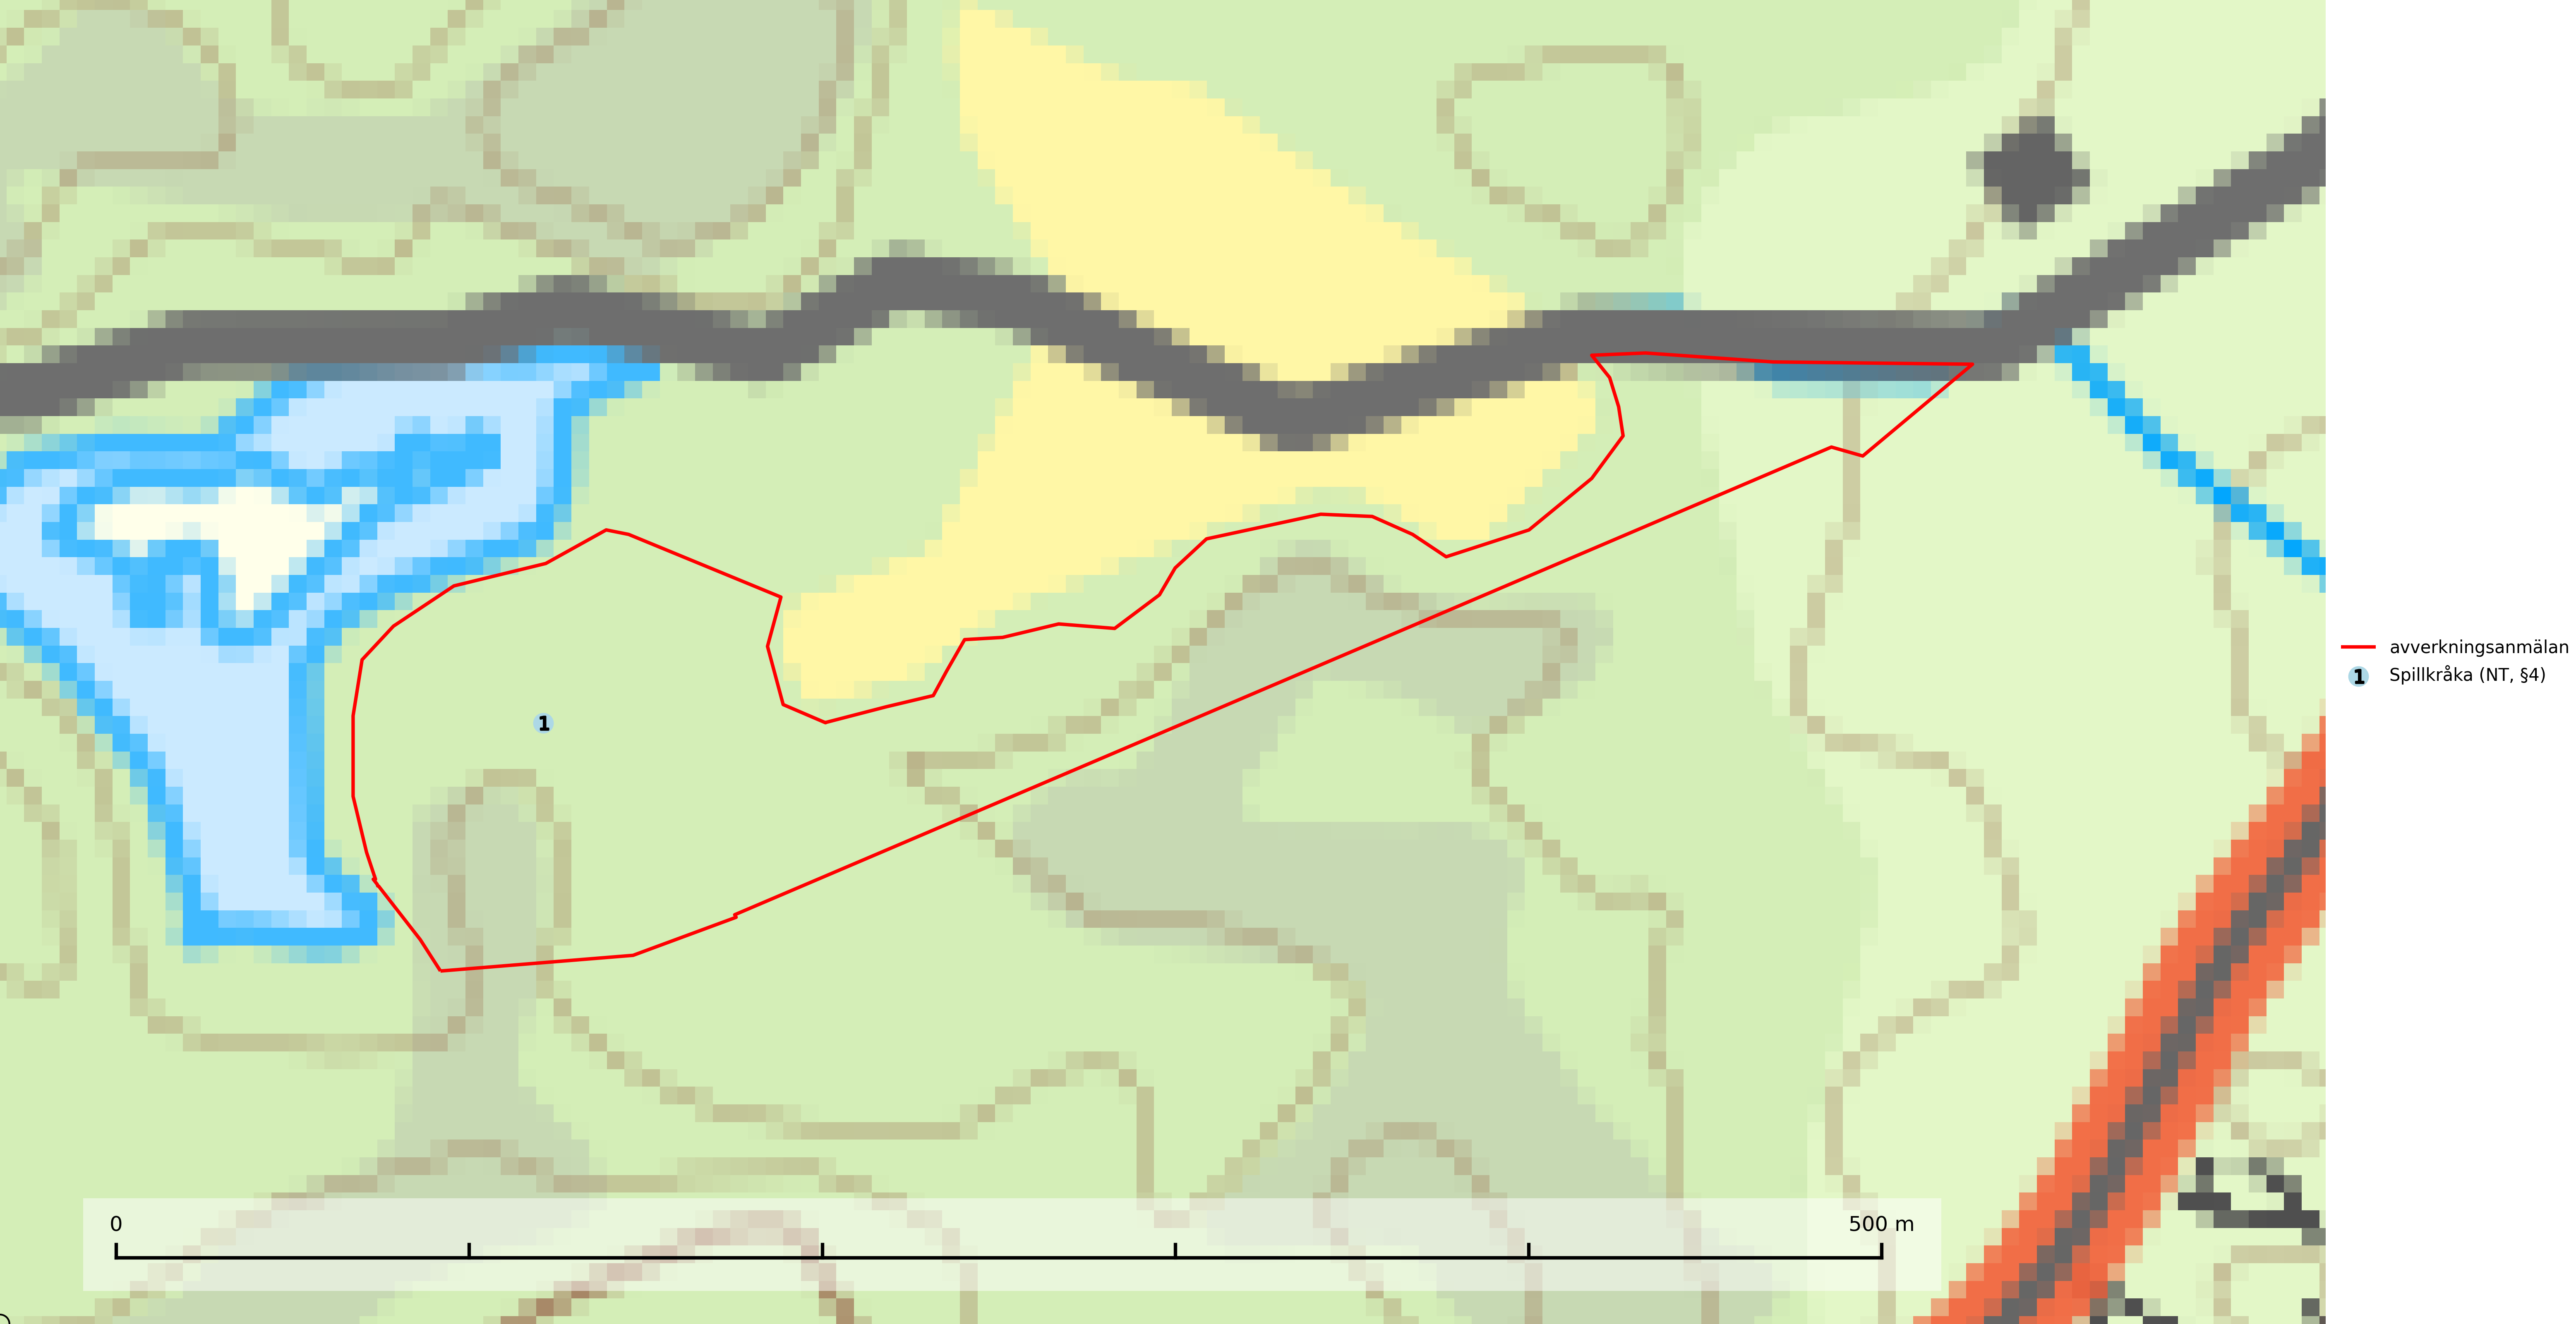 avverkningsanmälan
1 Spillkråka (NT, §4)
1
0 500 m